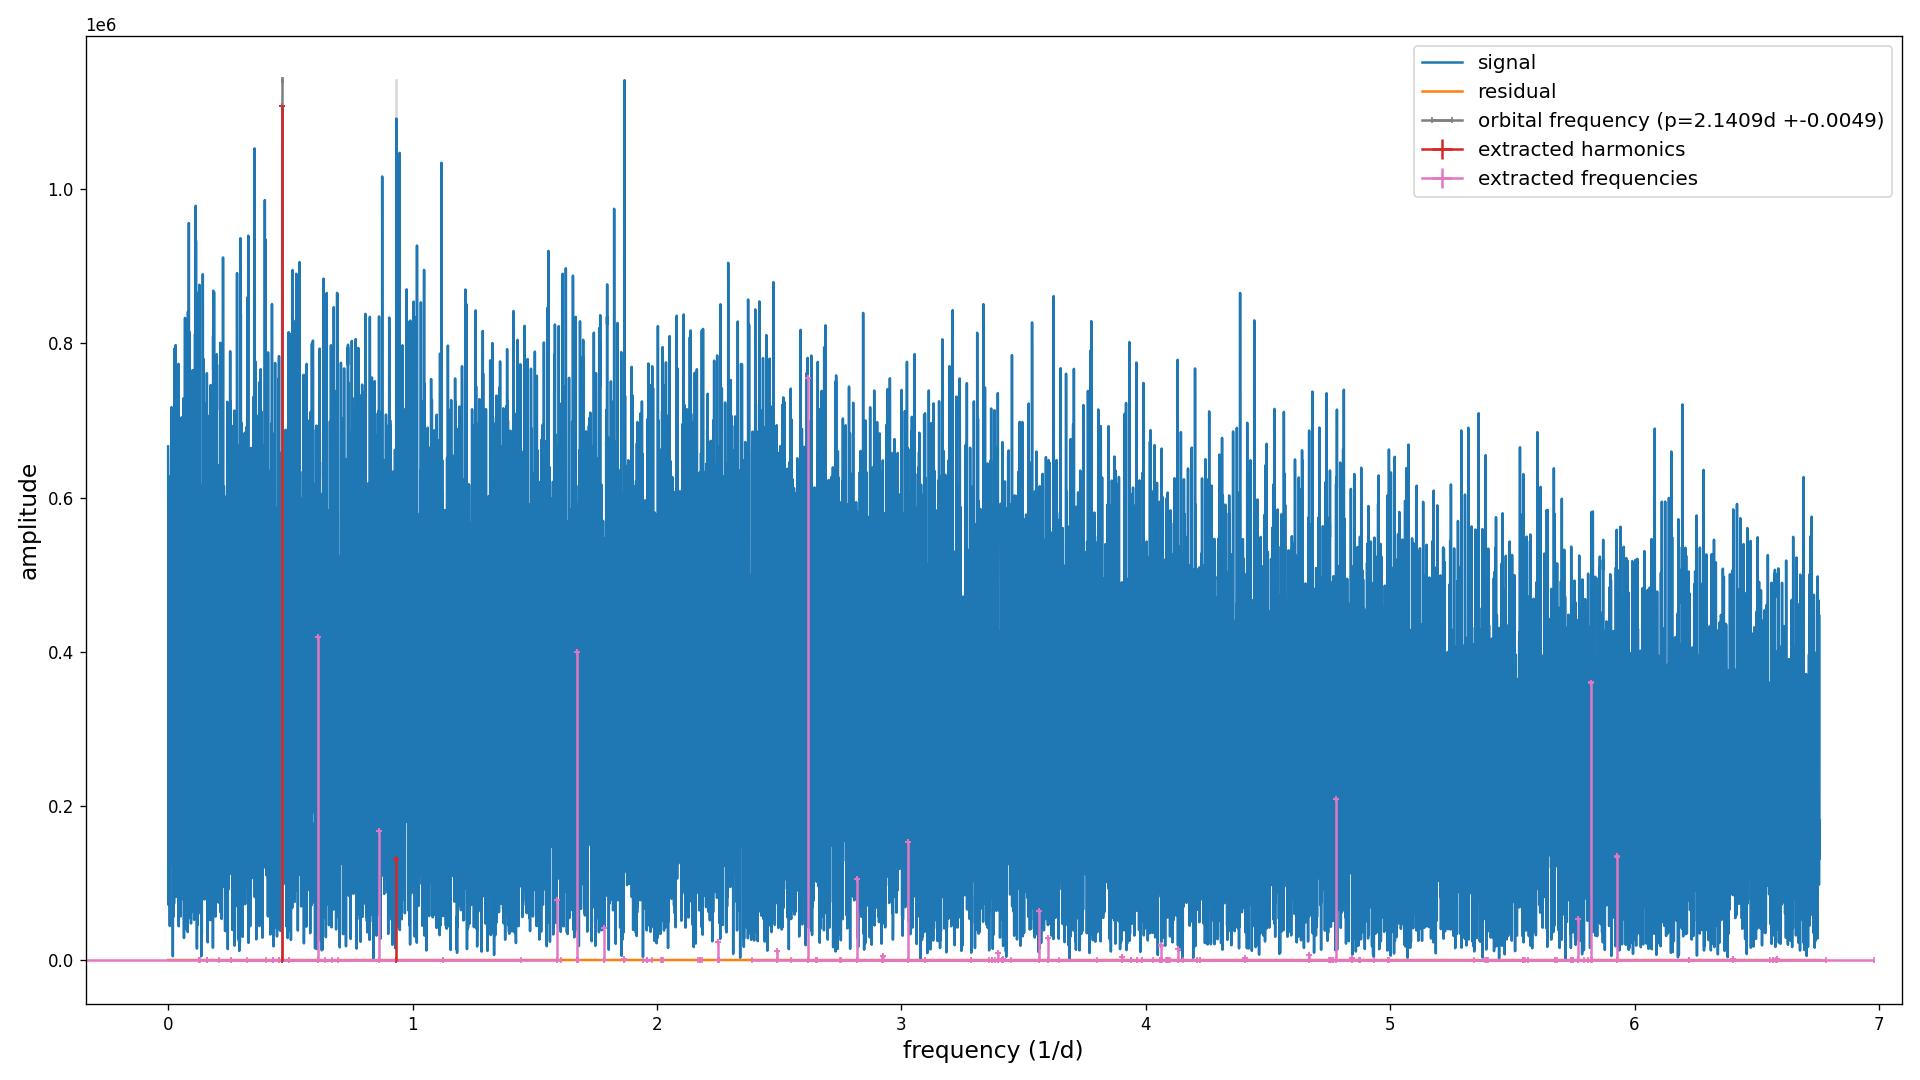 1e6
signal
residual
orbital frequency (p=2.1409d +-0.0049)
extracted harmonics
extracted frequencies
amplitude
1.0
0.8
0.6
0.4
0.2
0.0
0 1 2 3 4 5 6 7
frequency (1/d)